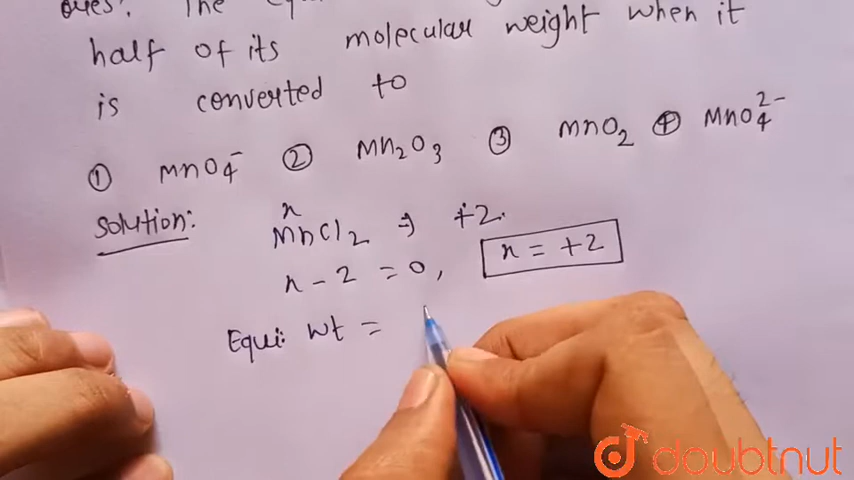 The
half of its molecular weight when it
is converted to
① MnO₄⁻ ② Mn₂O₃ ③ MnO₂ ④ MnO₄²⁻
Solution: x
MnCl₂ ⇒ +2.
x - 2 = 0, x = +2
Equi: wt =
doubtnut